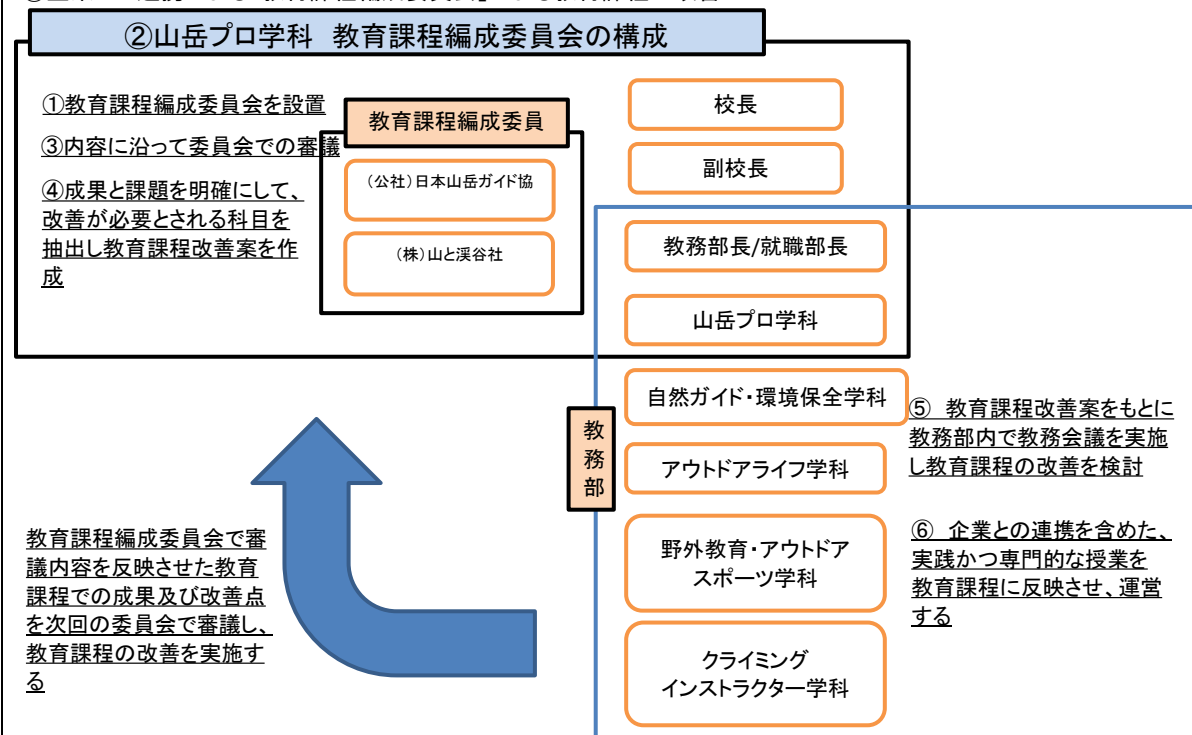 ②山岳プロ学科 教育課程編成委員会の構成
①教育課程編成委員会を設置
③内容に沿って委員会での審議
④成果と課題を明確にして、
改善が必要とされる科目を
抽出し教育課程改善案を作
成
教育課程編成委員
(公社)日本山岳ガイド協
(株)山と渓谷社
校長
副校長
教務部長/就職部長
山岳プロ学科
自然ガイド・環境保全学科
アウトドアライフ学科
野外教育・アウトドア
スポーツ学科
クライミング
インストラクター学科
教
務
部
⑤ 教育課程改善案をもとに
教務部内で教務会議を実施
し教育課程の改善を検討
⑥ 企業との連携を含めた、
実践かつ専門的な授業を
教育課程に反映させ、運営
する
教育課程編成委員会で審
議内容を反映させた教育
課程での成果及び改善点
を次回の委員会で審議し、
教育課程の改善を実施す
る